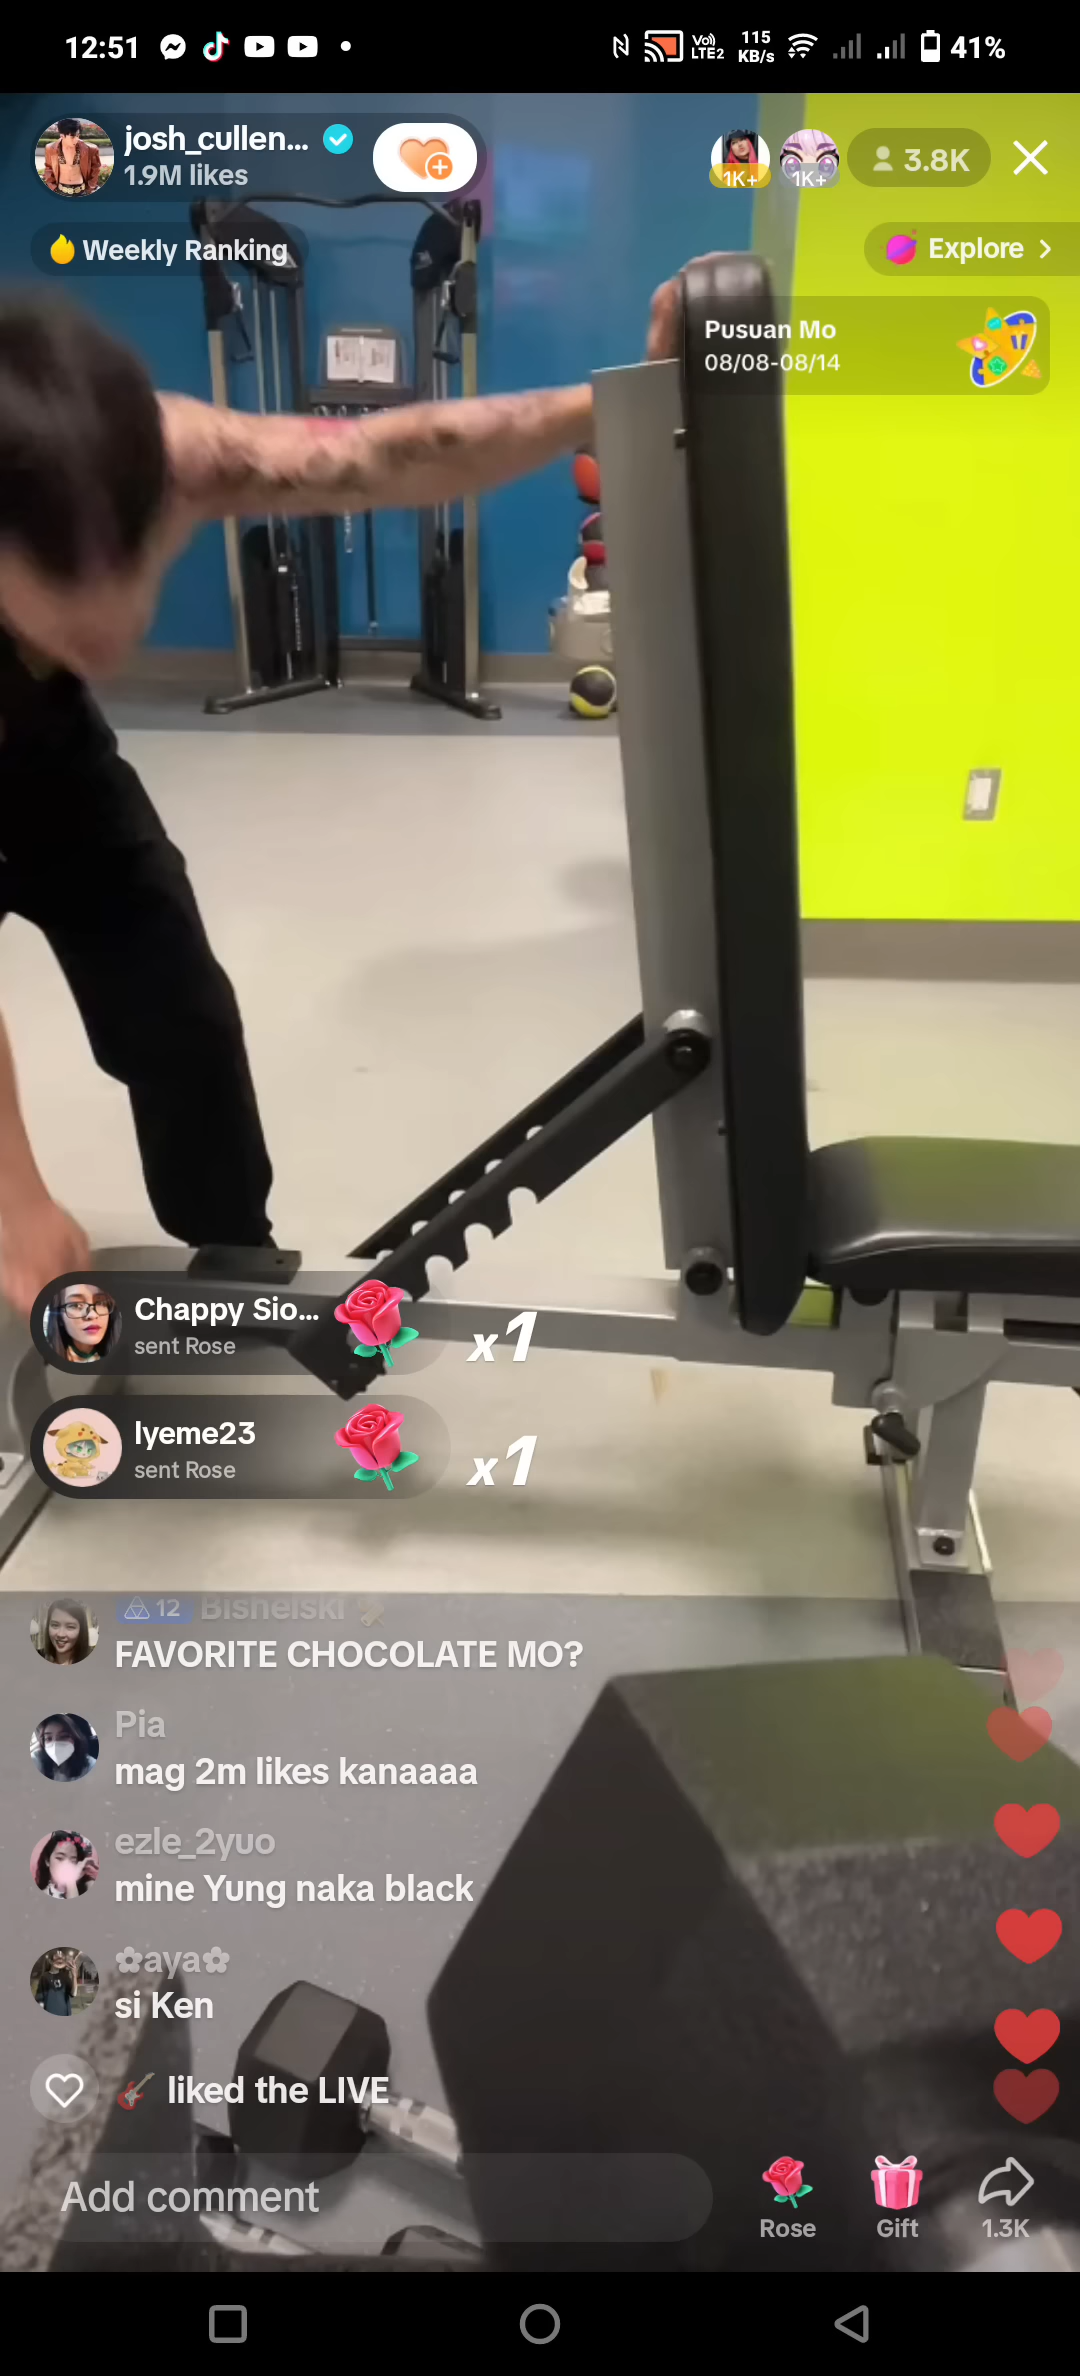 12:51
Vo))
LTE2
115
KB/s
41%
josh_cullen...
1.9M likes
1K+
1K+
3.8K
Weekly Ranking
Explore
Pusuan Mo
08/08-08/14
Chappy Sio...
sent Rose
x1
lyeme23
sent Rose
x1
12 Bishelski
FAVORITE CHOCOLATE MO?
Pia
mag 2m likes kanaaaa
ezle_2yuo
mine Yung naka black
✿aya✿
si Ken
🎸 liked the LIVE
Add comment
Rose
Gift
1.3K